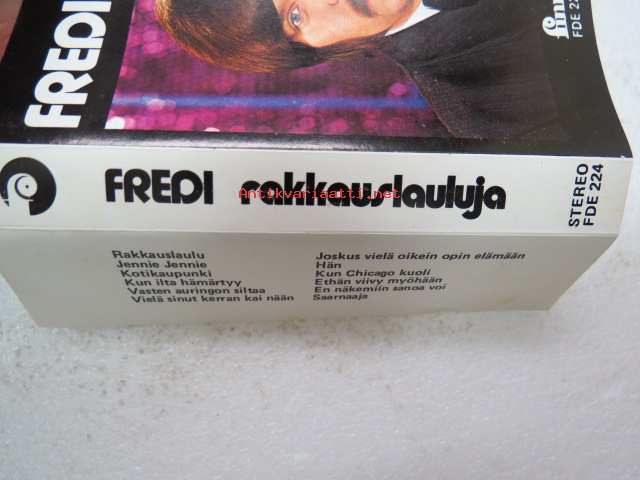 FREDI
FDE 22
FREDI rakkauslauluja
STEREO
FDE 224
Antikvariaatti.net
Rakkauslaulu
Jennie Jennie
Kotikaupunki
Kun ilta hämärtyy
Vasten auringon siltaa
Vielä sinut kerran kai nään
Joskus vielä oikein opin elämään
Hän
Kun Chicago kuoli
Ethän viivy myöhään
En näkemiin sanoa voi
Saarnaaja